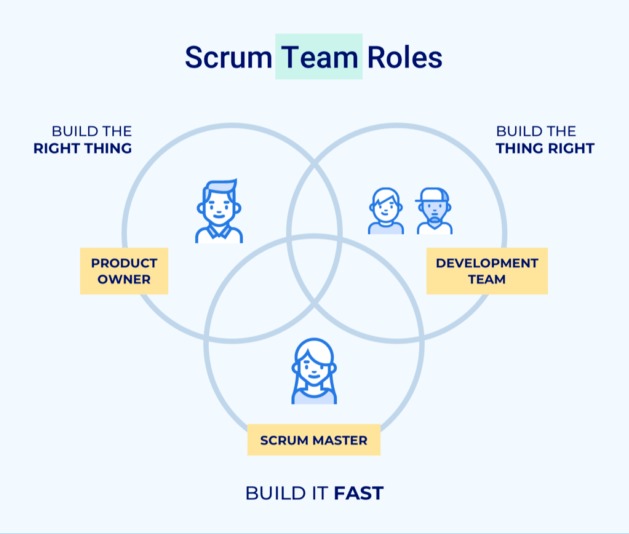 Scrum Team Roles
BUILD THE
RIGHT THING
BUILD THE
THING RIGHT
PRODUCT
OWNER
DEVELOPMENT
TEAM
SCRUM MASTER
BUILD IT FAST